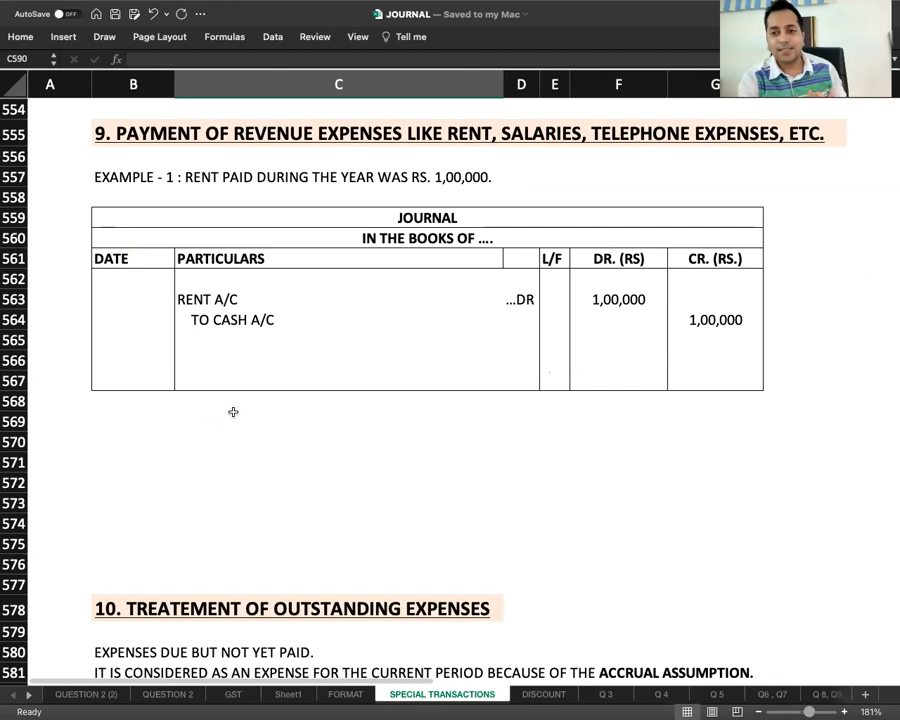 AutoSave OFF JOURNAL — Saved to my Mac
Home Insert Draw Page Layout Formulas Data Review View Tell me
C590 fx
A B C D E F G
554
555 9. PAYMENT OF REVENUE EXPENSES LIKE RENT, SALARIES, TELEPHONE EXPENSES, ETC.
556
557 EXAMPLE - 1 : RENT PAID DURING THE YEAR WAS RS. 1,00,000.
558
559 JOURNAL
560 IN THE BOOKS OF ....
561 DATE PARTICULARS L/F DR. (RS) CR. (RS.)
562
563 RENT A/C ...DR 1,00,000
564 TO CASH A/C 1,00,000
565
566
567
568
569
570
571
572
573
574
575
576
577
578 10. TREATEMENT OF OUTSTANDING EXPENSES
579
580 EXPENSES DUE BUT NOT YET PAID.
581 IT IS CONSIDERED AS AN EXPENSE FOR THE CURRENT PERIOD BECAUSE OF THE ACCRUAL ASSUMPTION.
QUESTION 2 (2) QUESTION 2 GST Sheet1 FORMAT SPECIAL TRANSACTIONS DISCOUNT Q 3 Q 4 Q 5 Q6 , Q7 Q 8, Q9
Ready 181%